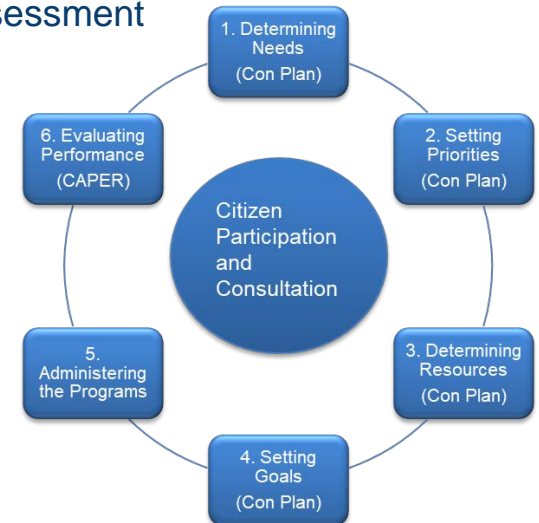 1. Determining
Needs
(Con Plan)
2. Setting
Priorities
(Con Plan)
3. Determining
Resources
(Con Plan)
4. Setting
Goals
(Con Plan)
5.
Administering
the Programs
6. Evaluating
Performance
(CAPER)
Citizen
Participation
and
Consultation